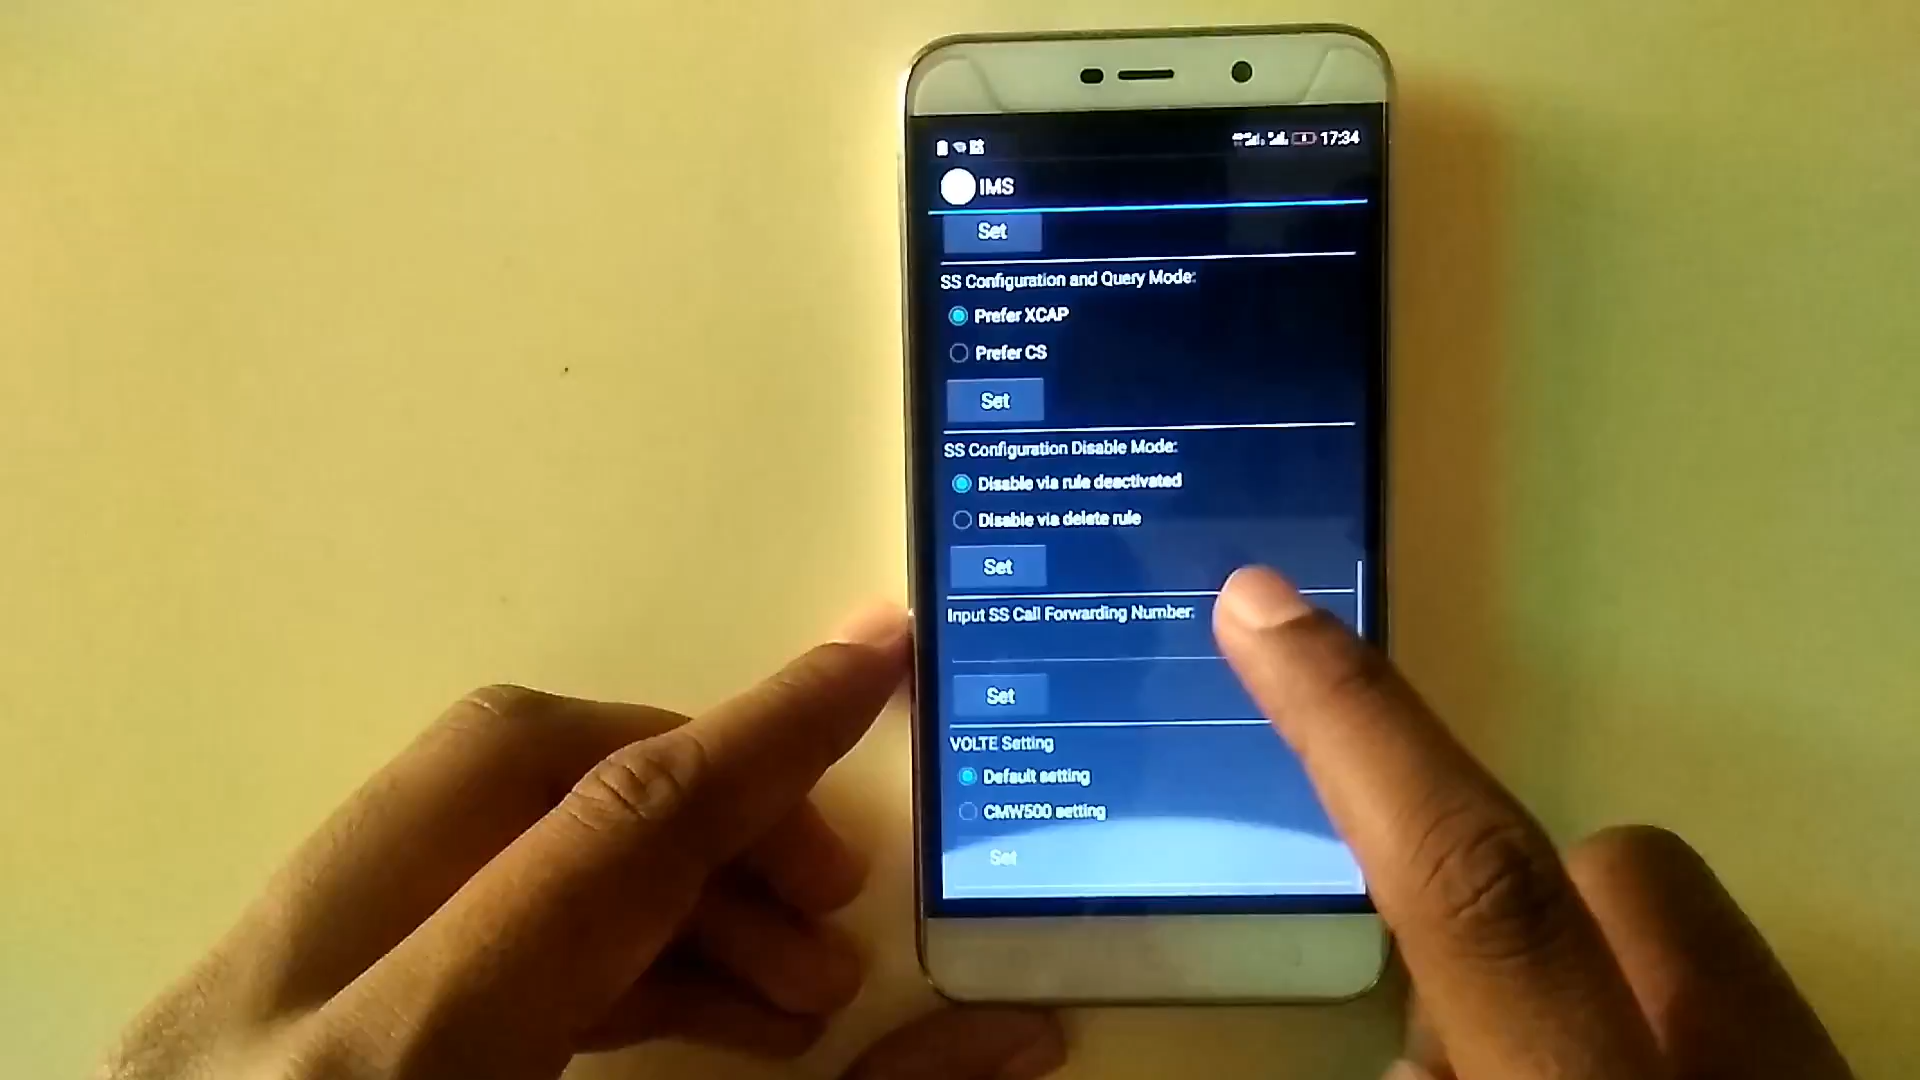 17:34
IMS
Set
SS Configuration and Query Mode:
Prefer XCAP
Prefer CS
Set
SS Configuration Disable Mode:
Disable via rule deactivated
Disable via delete rule
Set
Input SS Call Forwarding Number:
Set
VOLTE Setting
Default setting
CMW500 setting
Set